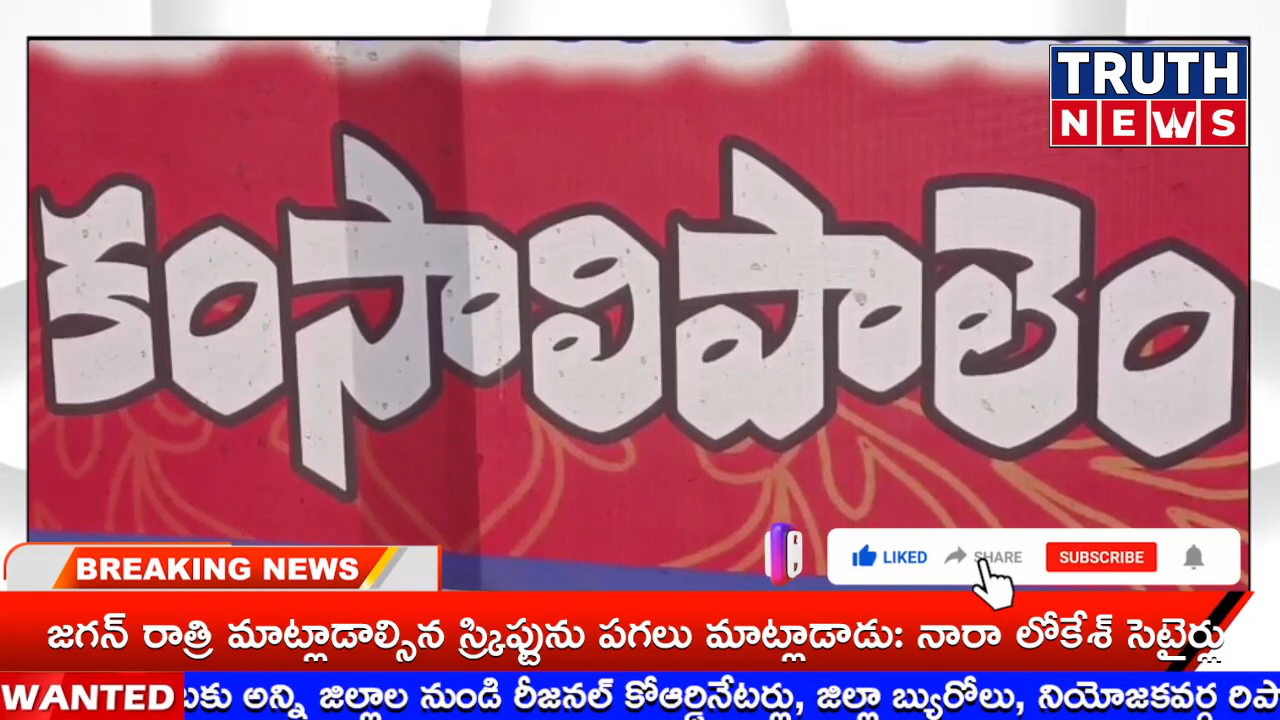 TRUTH
NEWS
కంసాలిపాలెం
LIKED SHARE SUBSCRIBE
BREAKING NEWS
జగన్ రాత్రి మాట్లాడాల్సిన స్క్రిప్టును పగలు మాట్లాడాడు: నారా లోకేశ్ సెటైర్లు
WANTED అన్ని జిల్లాల నుండి రీజనల్ కోఆర్డినేటర్లు, జిల్లా బ్యురోలు, నియోజకవర్గ